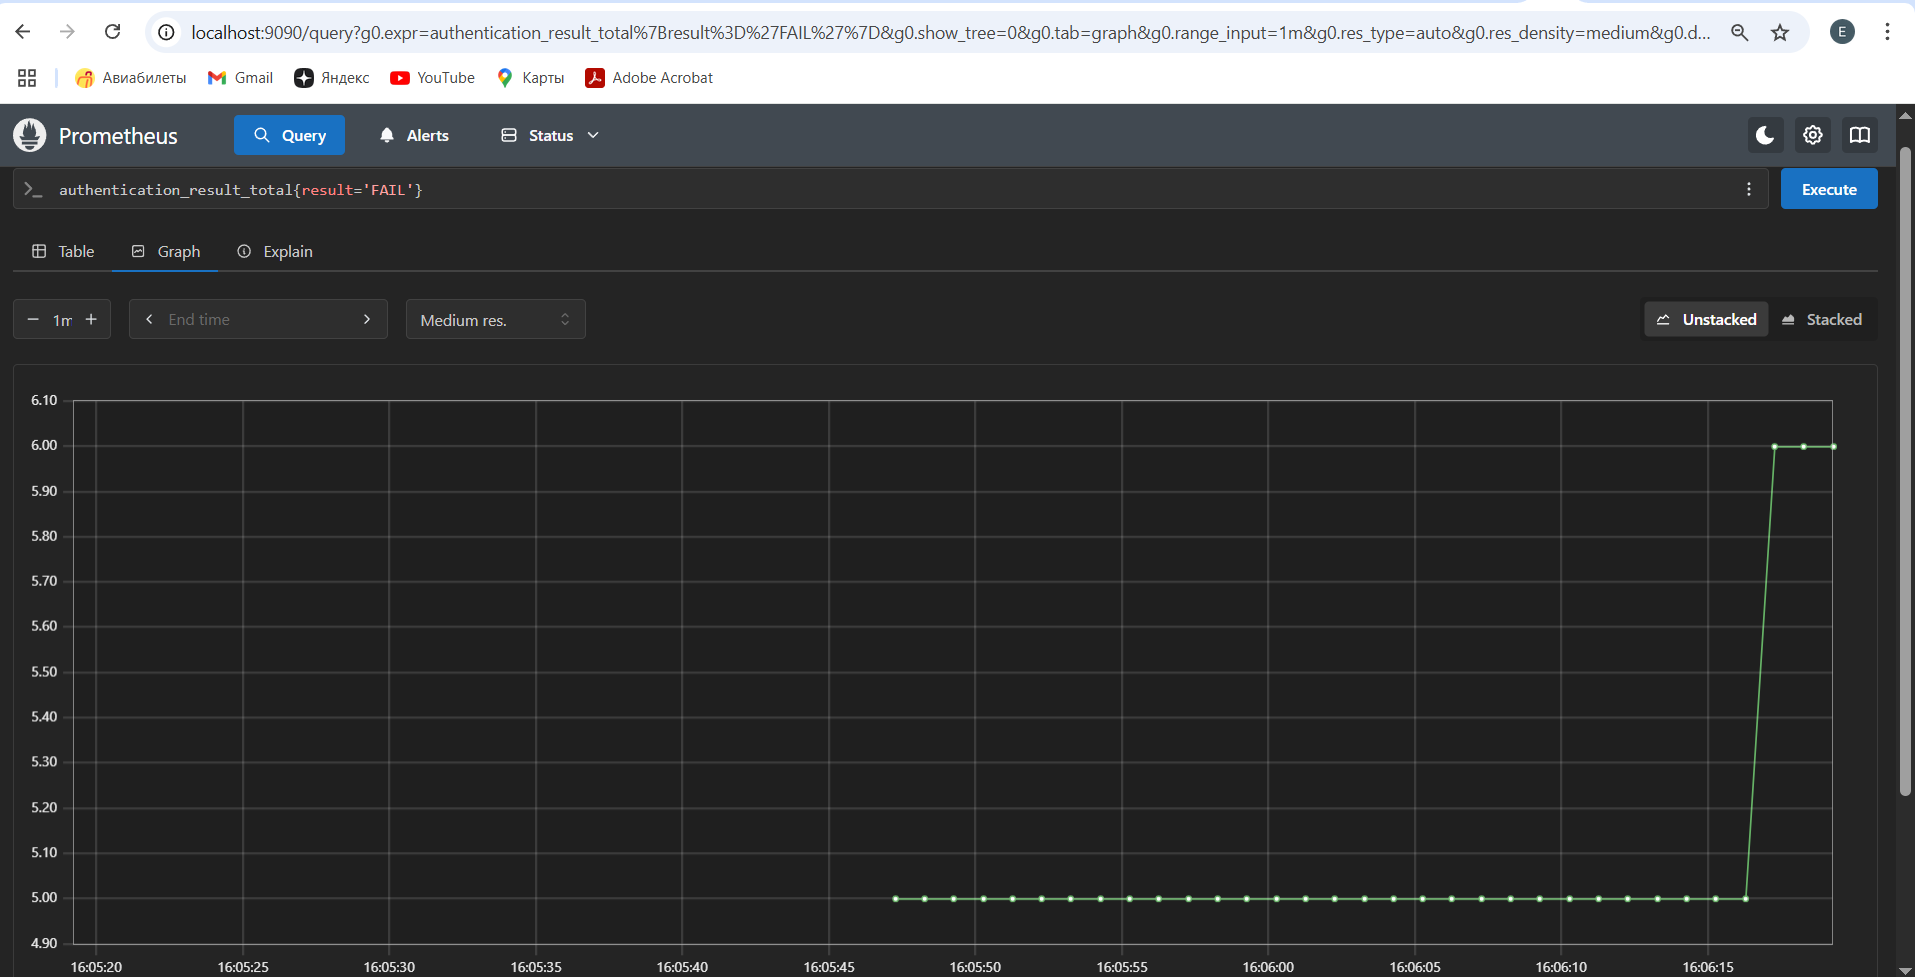 localhost:9090/query?g0.expr=authentication_result_total%7Bresult%3D%27FAIL%27%7D&g0.show_tree=0&g0.tab=graph&g0.range_input=1m&g0.res_type=auto&g0.res_density=medium&g0.d...
E
Авиабилеты Gmail Яндекс YouTube Карты Adobe Acrobat
Prometheus Query Alerts Status
authentication_result_total{result='FAIL'}
Execute
Table Graph Explain
1m End time Medium res. Unstacked Stacked
6.10
6.00
5.90
5.80
5.70
5.60
5.50
5.40
5.30
5.20
5.10
5.00
4.90
16:05:20 16:05:25 16:05:30 16:05:35 16:05:40 16:05:45 16:05:50 16:05:55 16:06:00 16:06:05 16:06:10 16:06:15